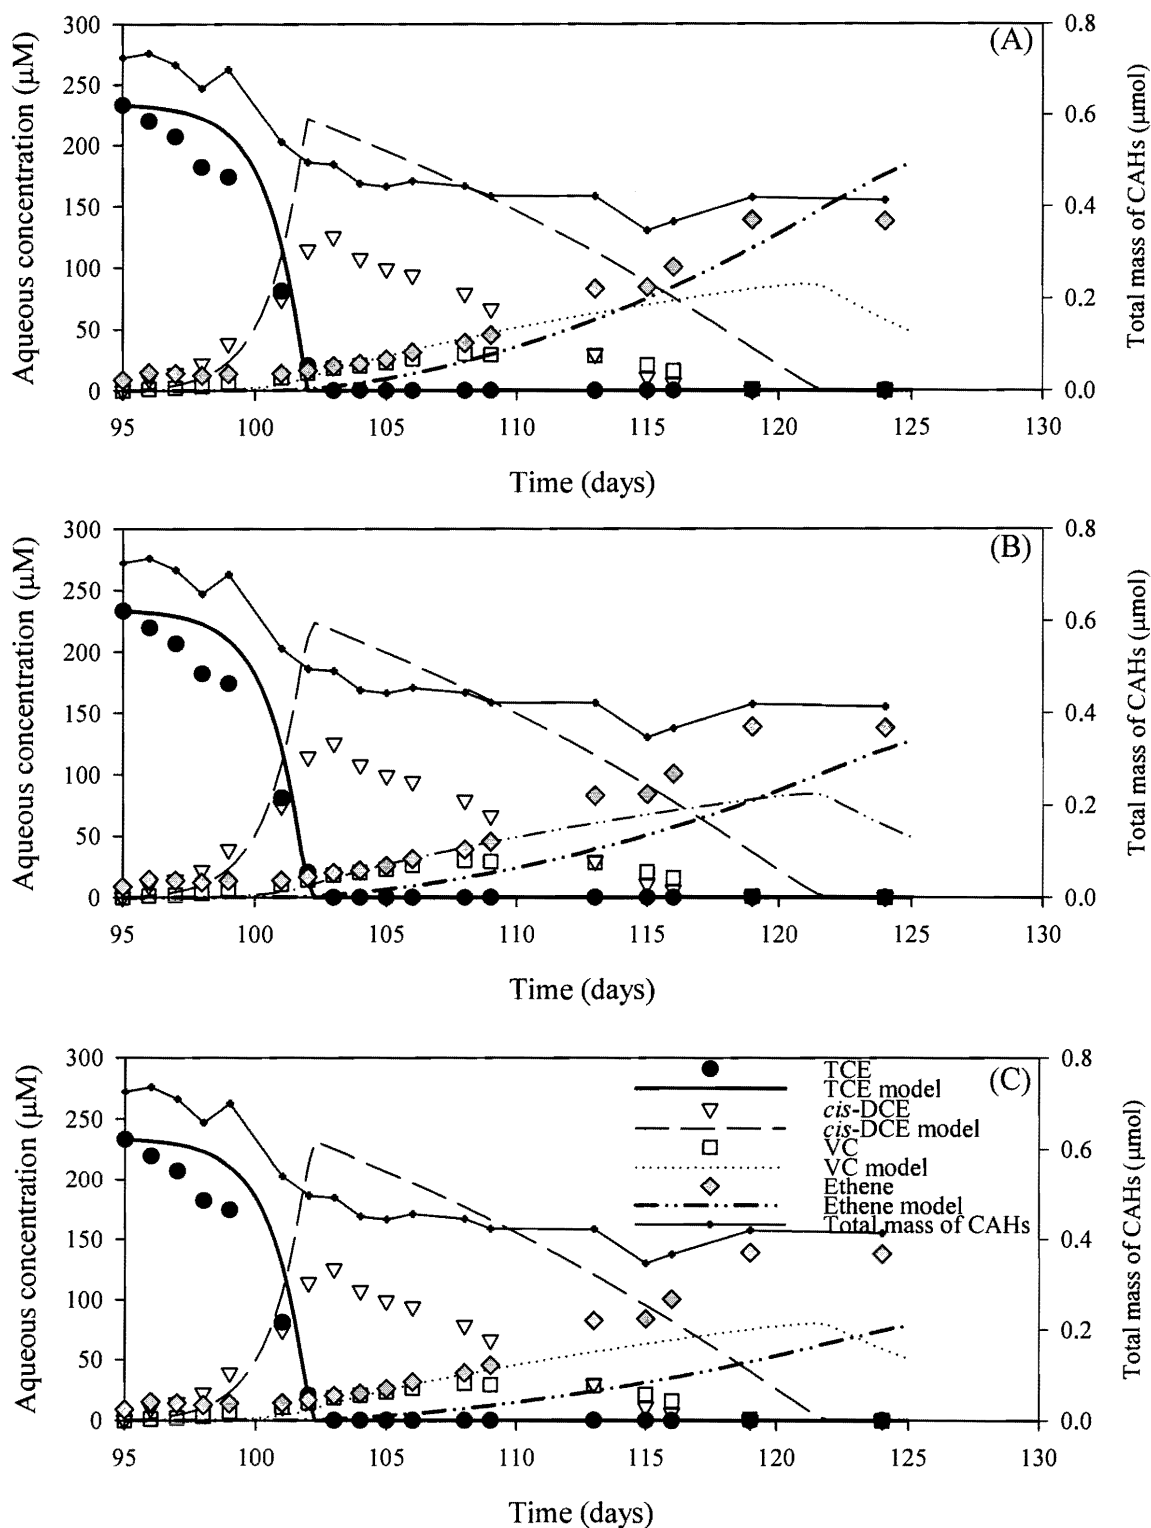 (A)
Aqueous concentration (μM)
300
250
200
150
100
50
0
0.8
0.6
0.4
0.2
0.0
Total mass of CAHs (μmol)
95 100 105 110 115 120 125 130
Time (days)
(B)
Aqueous concentration (μM)
300
250
200
150
100
50
0
0.8
0.6
0.4
0.2
0.0
Total mass of CAHs (μmol)
95 100 105 110 115 120 125 130
Time (days)
(C)
Aqueous concentration (μM)
300
250
200
150
100
50
0
TCE
TCE model
cis-DCE
cis-DCE model
VC
VC model
Ethene
Ethene model
Total mass of CAHs
0.8
0.6
0.4
0.2
0.0
Total mass of CAHs (μmol)
95 100 105 110 115 120 125 130
Time (days)